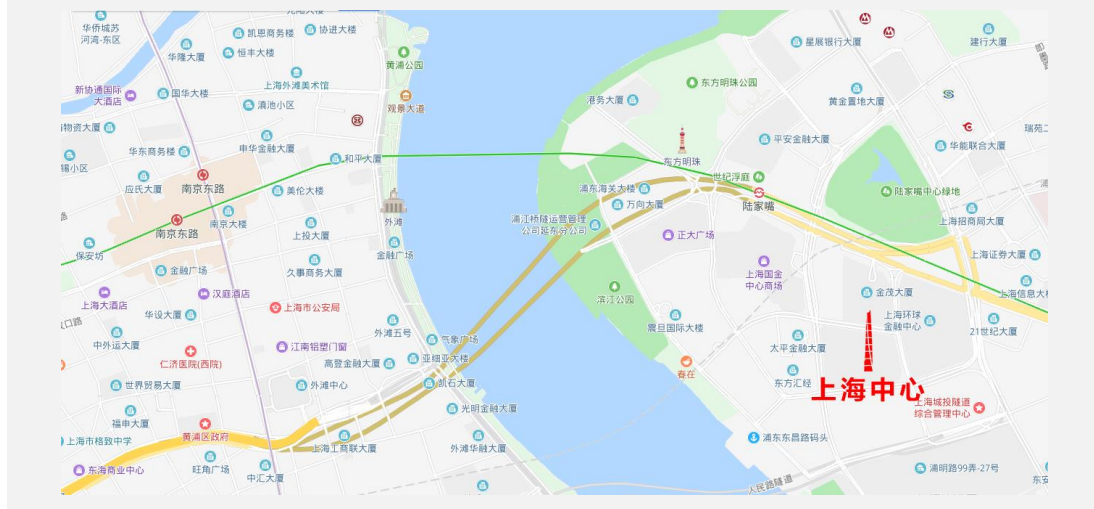 华侨城苏
河湾-东区
凯恩商务楼
协进大楼
华隆大厦
恒丰大楼
黄浦公园
星展银行大厦
建行大厦
新协通国际
大酒店
国华大楼
上海外滩美术馆
滇池小区
观景大道
港务大厦
东方明珠公园
黄金置地大厦
物资大厦
华东商务楼
申华金融大厦
和平大厦
东方明珠
平安金融大厦
华能联合大厦
瑞苑二
锡小区
应氏大厦
南京东路
美伦大楼
外滩
浦东海关大楼
世纪浮庭
陆家嘴
陆家嘴中心绿地
万向大厦
南京东路
南京大楼
上投大厦
浦江桥隧运营管理
公司延东分公司
正大广场
上海招商局大厦
保安坊
金融广场
久事商务大厦
金融广场
上海国金
中心商场
上海证券大厦
上海大酒店
汉庭酒店
滨江公园
金茂大厦
上海信息大
华设大厦
上海市公安局
外滩五号
震旦国际大楼
上海环球
金融中心
21世纪大厦
中外运大厦
江南铝塑门窗
气象广场
太平金融大厦
仁济医院(西院)
高登金融大厦
亚细亚大楼
春在
世界贸易大厦
外滩中心
凯石大厦
东方汇经
上海中心
福申大厦
光明金融大厦
上海城投隧道
综合管理中心
上海市格致中学
黄浦区政府
上海工商联大厦
外滩华融大厦
浦东东昌路码头
东海商业中心
旺角广场
中汇大厦
人民路隧道
浦明路99弄-27号
东安